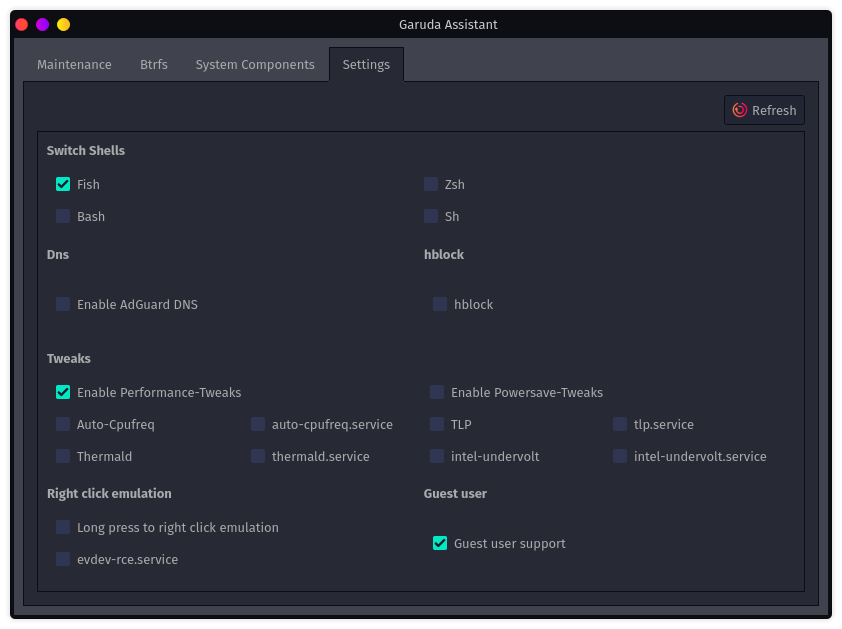 Garuda Assistant
Maintenance Btrfs System Components Settings
Refresh
Switch Shells
Fish Zsh
Bash Sh
Dns hblock
Enable AdGuard DNS hblock
Tweaks
Enable Performance-Tweaks Enable Powersave-Tweaks
Auto-Cpufreq auto-cpufreq.service TLP tlp.service
Thermald thermald.service intel-undervolt intel-undervolt.service
Right click emulation Guest user
Long press to right click emulation
Guest user support
evdev-rce.service